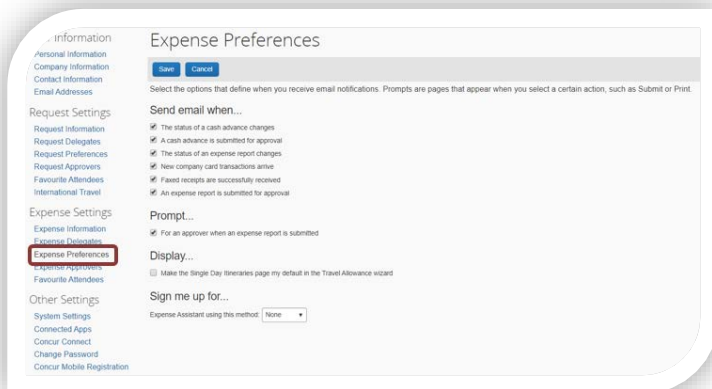 Information
Personal Information
Company Information
Contact Information
Email Addresses
Request Settings
Request Information
Request Delegates
Request Preferences
Request Approvers
Favourite Attendees
International Travel
Expense Settings
Expense Information
Expense Delegates
Expense Preferences
Expense Approvers
Favourite Attendees
Other Settings
System Settings
Connected Apps
Concur Connect
Change Password
Concur Mobile Registration
Expense Preferences
Save Cancel
Select the options that define when you receive email notifications. Prompts are pages that appear when you select a certain action, such as Submit or Print.
Send email when...
The status of a cash advance changes
A cash advance is submitted for approval
The status of an expense report changes
New company card transactions arrive
Faxed receipts are successfully received
An expense report is submitted for approval
Prompt...
For an approver when an expense report is submitted
Display...
Make the Single Day Itineraries page my default in the Travel Allowance wizard
Sign me up for...
Expense Assistant using this method: None